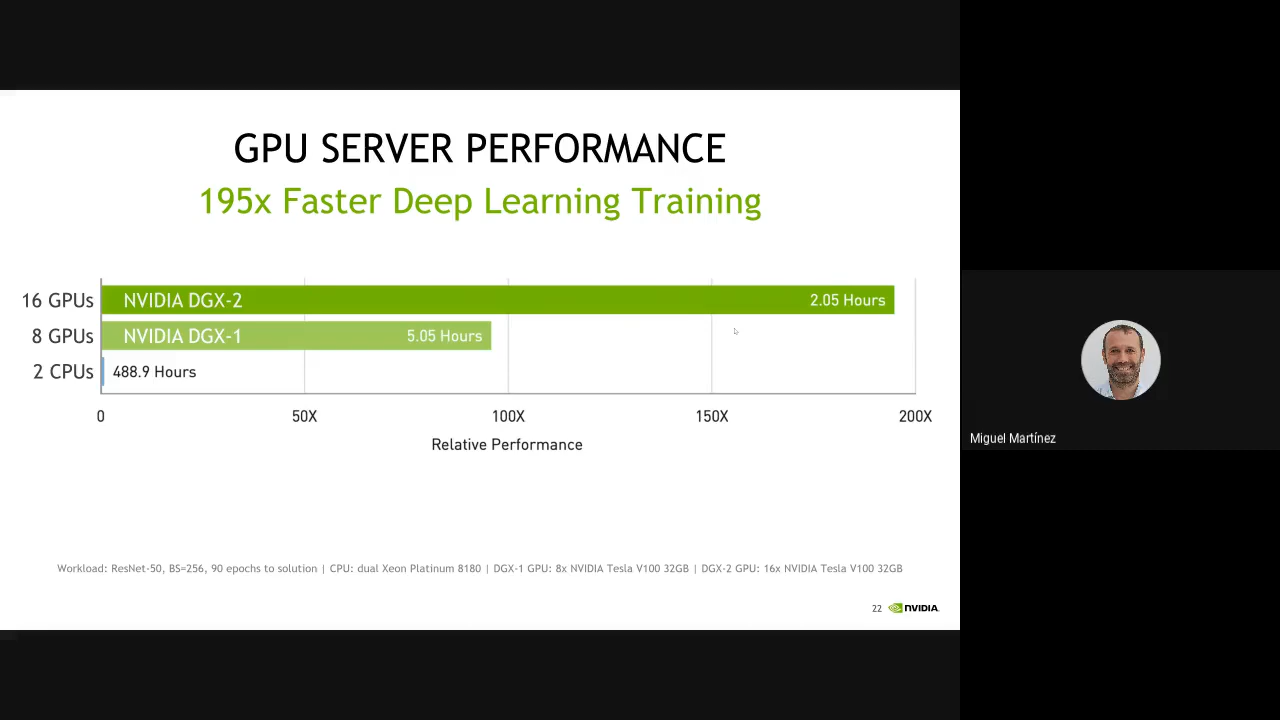 GPU SERVER PERFORMANCE
195x Faster Deep Learning Training
16 GPUs NVIDIA DGX-2 2.05 Hours
8 GPUs NVIDIA DGX-1 5.05 Hours
2 CPUs 488.9 Hours
0 50X 100X 150X 200X
Relative Performance
Workload: ResNet-50, BS=256, 90 epochs to solution | CPU: dual Xeon Platinum 8180 | DGX-1 GPU: 8x NVIDIA Tesla V100 32GB | DGX-2 GPU: 16x NVIDIA Tesla V100 32GB
22 NVIDIA.
Miguel Martínez